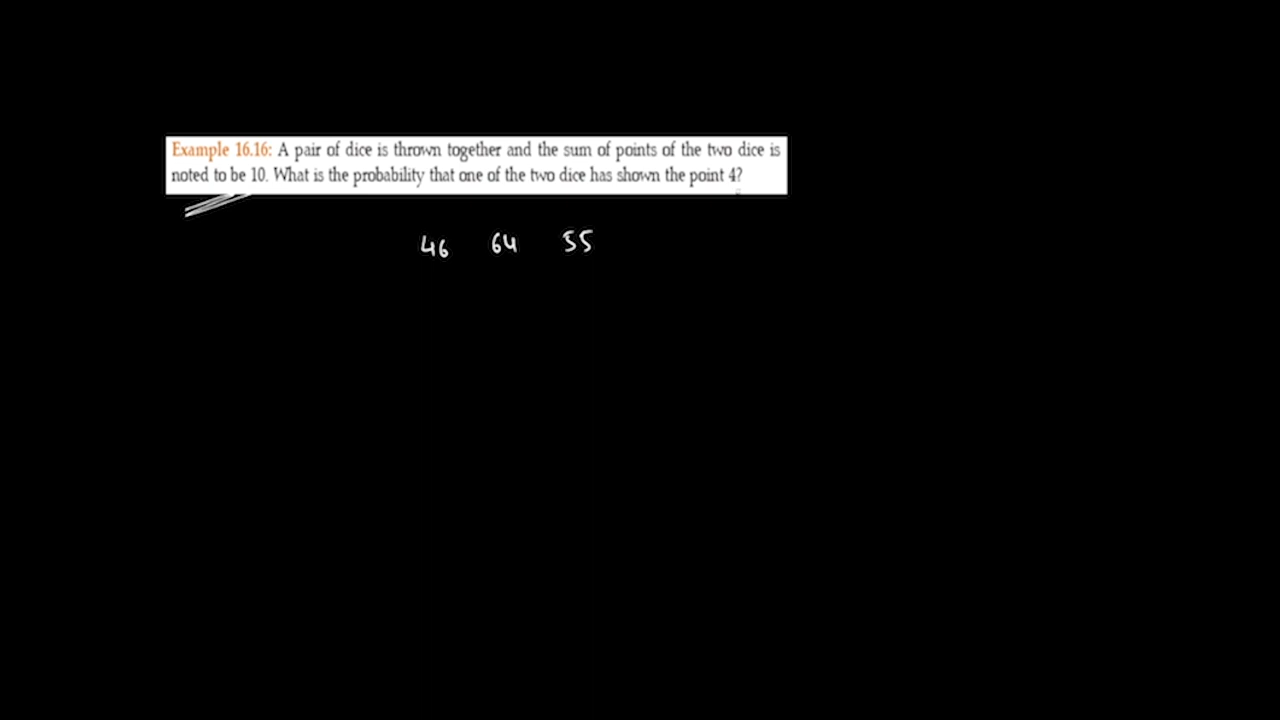 Example 16.16: A pair of dice is thrown together and the sum of points of the two dice is
noted to be 10. What is the probability that one of the two dice has shown the point 4?
46 64 55